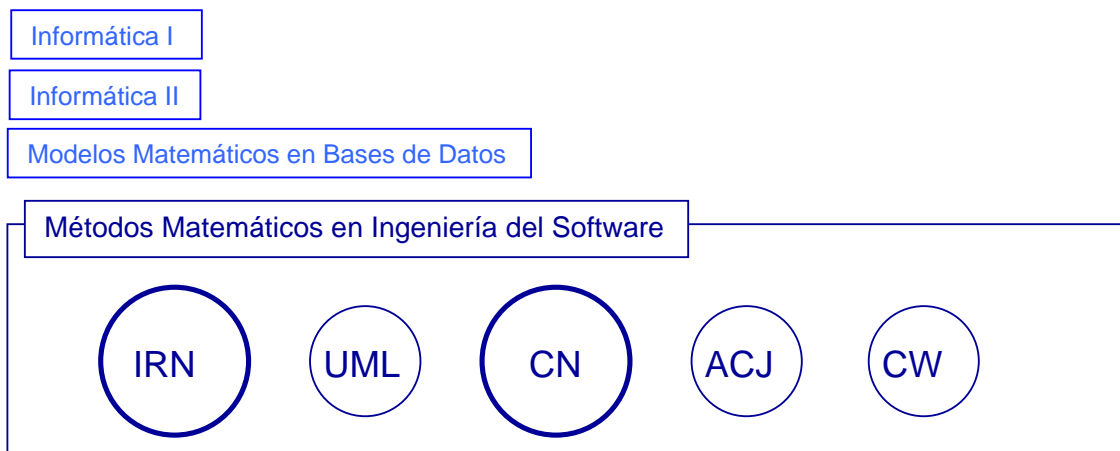 Informática I
Informática II
Modelos Matemáticos en Bases de Datos
Métodos Matemáticos en Ingeniería del Software
IRN UML CN ACJ CW